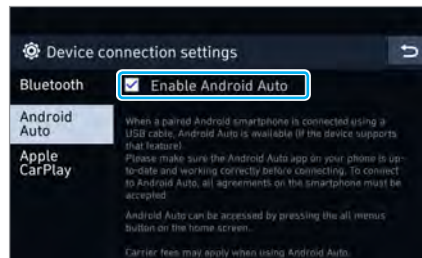 Device connection settings
Bluetooth
Enable Android Auto
Android
Auto
Apple
CarPlay
When a paired Android smartphone is connected using a
USB cable, Android Auto is available (if the device supports
that feature).
Please make sure the Android Auto app on your phone is up-
to-date and working correctly before connecting. To connect
to Android Auto, all agreements on the smartphone must be
accepted.
Android Auto can be accessed by pressing the all menus
button on the home screen.
Carrier fees may apply when using Android Auto.